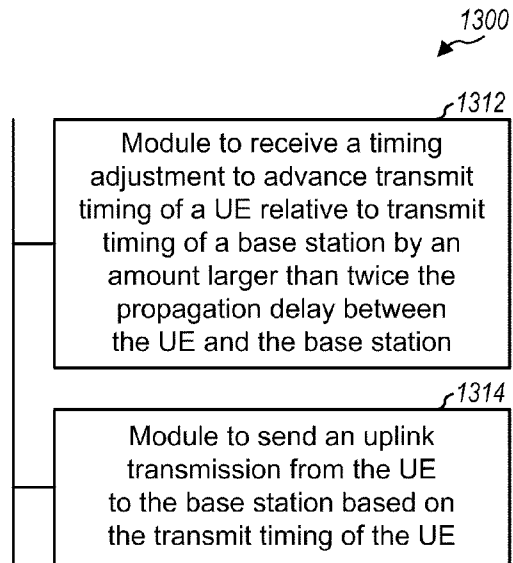 1300
1312
Module to receive a timing
adjustment to advance transmit
timing of a UE relative to transmit
timing of a base station by an
amount larger than twice the
propagation delay between
the UE and the base station
1314
Module to send an uplink
transmission from the UE
to the base station based on
the transmit timing of the UE